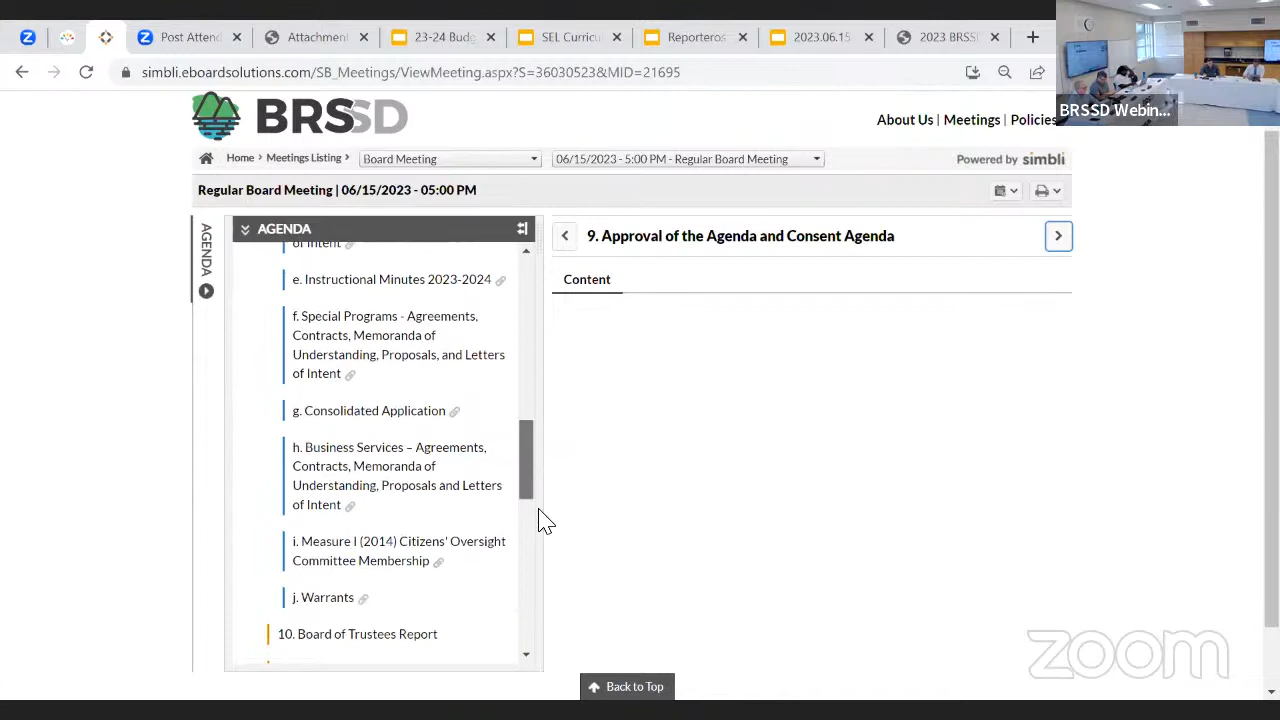 Post Attend
Attachment
23-24 Bud
SEL Curricu
Reporteros
2023.06.15
2023 BRSSD
simbli.eboardsolutions.com/SB_Meetings/ViewMeeting.aspx?S=36030523&MID=21695
BRSSD Webin...
BRSSD
About Us | Meetings | Policies
Home > Meetings Listing >
Board Meeting
06/15/2023 - 5:00 PM - Regular Board Meeting
Powered by simbli
Regular Board Meeting | 06/15/2023 - 05:00 PM
AGENDA
AGENDA
9. Approval of the Agenda and Consent Agenda
Content
of Intent
e. Instructional Minutes 2023-2024
f. Special Programs - Agreements,
Contracts, Memoranda of
Understanding, Proposals, and Letters
of Intent
g. Consolidated Application
h. Business Services – Agreements,
Contracts, Memoranda of
Understanding, Proposals and Letters
of Intent
i. Measure I (2014) Citizens' Oversight
Committee Membership
j. Warrants
10. Board of Trustees Report
zoom
Back to Top